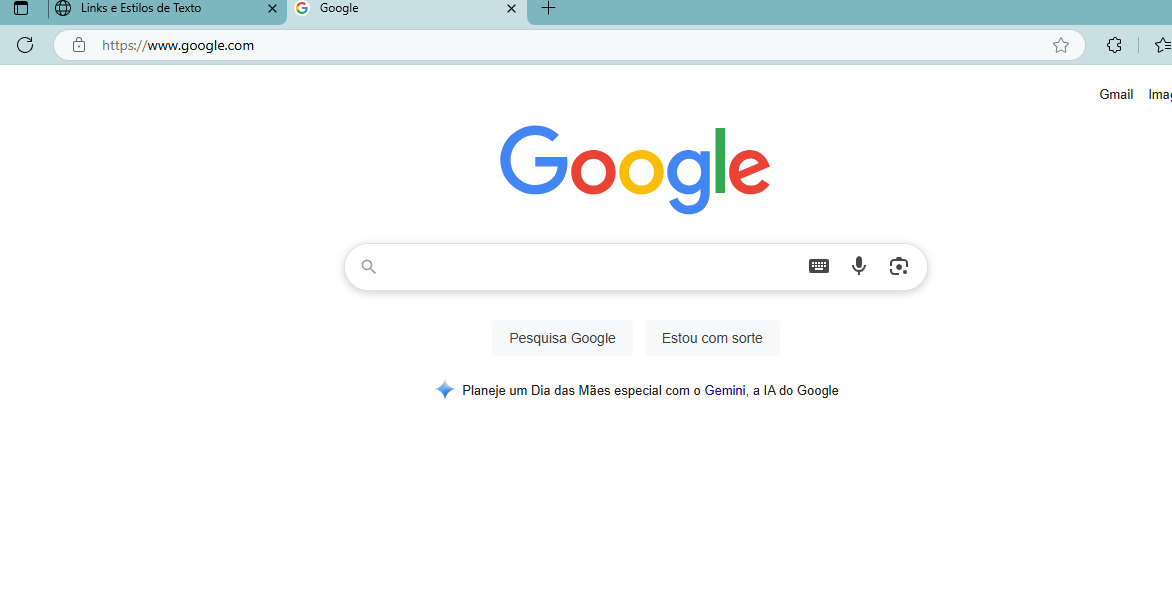 Links e Estilos de Texto
Google
https://www.google.com
Gmail
Google
Pesquisa Google
Estou com sorte
Planeje um Dia das Mães especial com o Gemini, a IA do Google